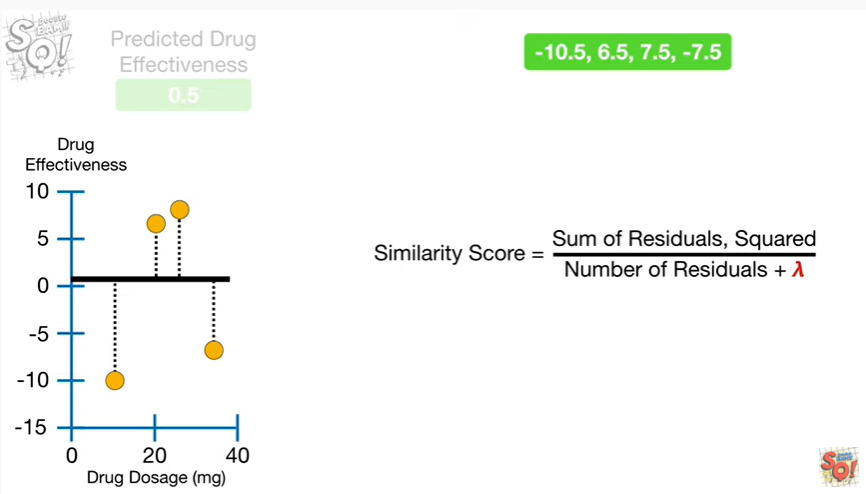 Predicted Drug
Effectiveness
0.5
-10.5, 6.5, 7.5, -7.5
Drug
Effectiveness
10
5
0
-5
-10
-15
0 20 40
Drug Dosage (mg)
Similarity Score = Sum of Residuals, Squared
Number of Residuals + λ
SQ!